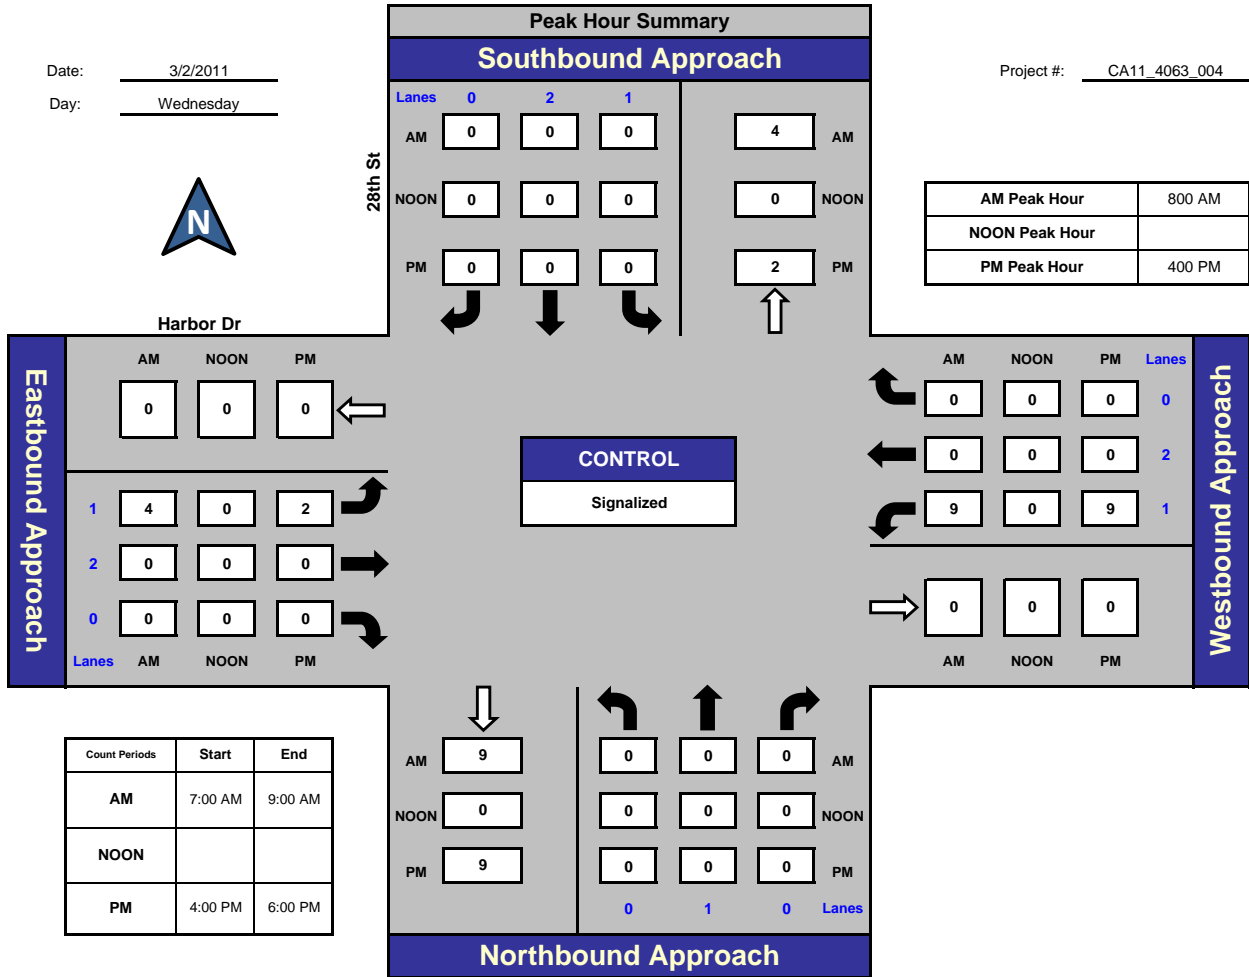 Peak Hour Summary
Southbound Approach
Date: 3/2/2011
Day: Wednesday
Project #: CA11_4063_004
N
28th St
Lanes 0 2 1
AM 0 0 0 4 AM
NOON 0 0 0 0 NOON
PM 0 0 0 2 PM
AM Peak Hour 800 AM
NOON Peak Hour
PM Peak Hour 400 PM
Harbor Dr
Eastbound Approach
AM NOON PM
0 0 0
1 4 0 2
2 0 0 0
0 0 0 0
Lanes AM NOON PM
CONTROL
Signalized
AM NOON PM Lanes
0 0 0 0
0 0 0 2
9 0 9 1
0 0 0
AM NOON PM
Westbound Approach
Count Periods Start End
AM 7:00 AM 9:00 AM
NOON
PM 4:00 PM 6:00 PM
AM 9 0 0 0 AM
NOON 0 0 0 0 NOON
PM 9 0 0 0 PM
0 1 0 Lanes
Northbound Approach